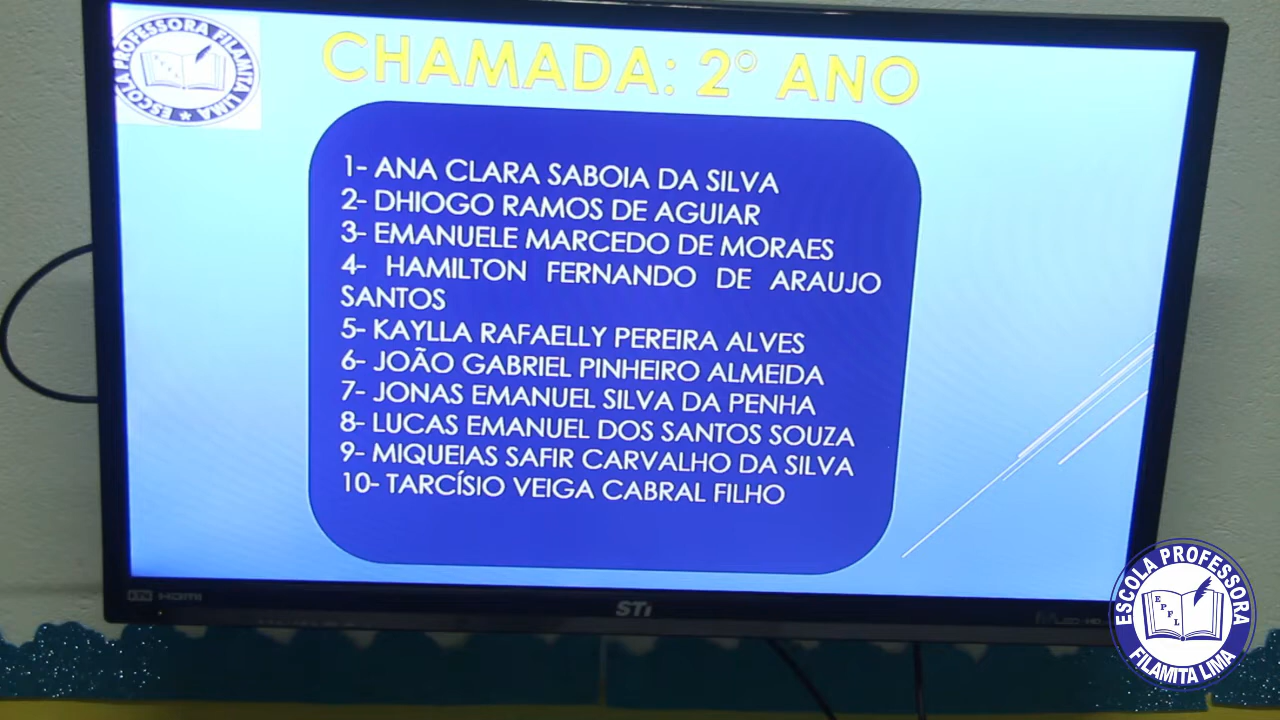 ESCOLA PROFESSORA FILAMITA LIMA
CHAMADA: 2° ANO
1- ANA CLARA SABOIA DA SILVA
2- DHIOGO RAMOS DE AGUIAR
3- EMANUELE MARCEDO DE MORAES
4- HAMILTON FERNANDO DE ARAUJO
SANTOS
5- KAYLLA RAFAELLY PEREIRA ALVES
6- JOÃO GABRIEL PINHEIRO ALMEIDA
7- JONAS EMANUEL SILVA DA PENHA
8- LUCAS EMANUEL DOS SANTOS SOUZA
9- MIQUEIAS SAFIR CARVALHO DA SILVA
10- TARCÍSIO VEIGA CABRAL FILHO
HDMI
STI
ESCOLA PROFESSORA
EPFL
FILAMITA LIMA